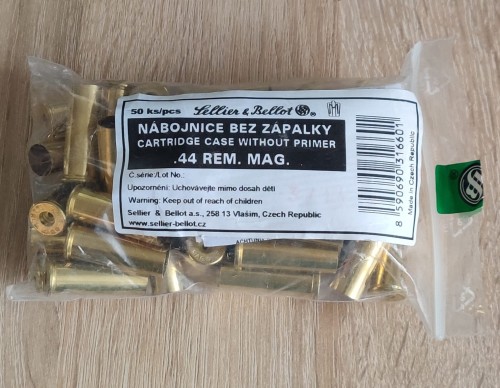 50 ks/pcs Sellier & Bellot
NÁBOJNICE BEZ ZÁPALKY
CARTRIDGE CASE WITHOUT PRIMER
.44 REM. MAG.
Č.série:/Lot No.:
Upozornění: Uchovávejte mimo dosah dětí
Warning: Keep out of reach of children
Sellier & Bellot a.s., 258 13 Vlašim, Czech Republic
www.sellier-bellot.cz
8 590690 316601
Made in Czech Republic